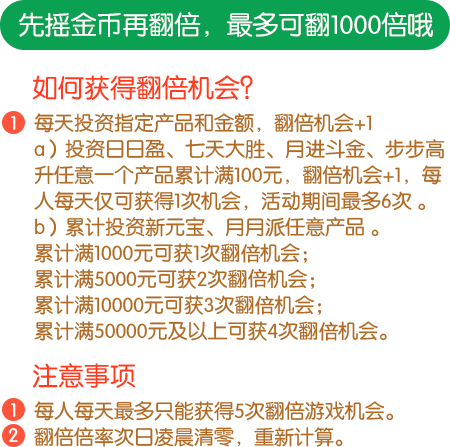 先摇金币再翻倍，最多可翻1000倍哦
如何获得翻倍机会?
1 每天投资指定产品和金额，翻倍机会+1
a）投资日日盈、七天大胜、月进斗金、步步高
升任意一个产品累计满100元，翻倍机会+1，每
人每天仅可获得1次机会，活动期间最多6次 。
b）累计投资新元宝、月月派任意产品 。
累计满1000元可获1次翻倍机会；
累计满5000元可获2次翻倍机会；
累计满10000元可获3次翻倍机会；
累计满50000元及以上可获4次翻倍机会。
注意事项
1 每人每天最多只能获得5次翻倍游戏机会。
2 翻倍倍率次日凌晨清零，重新计算。